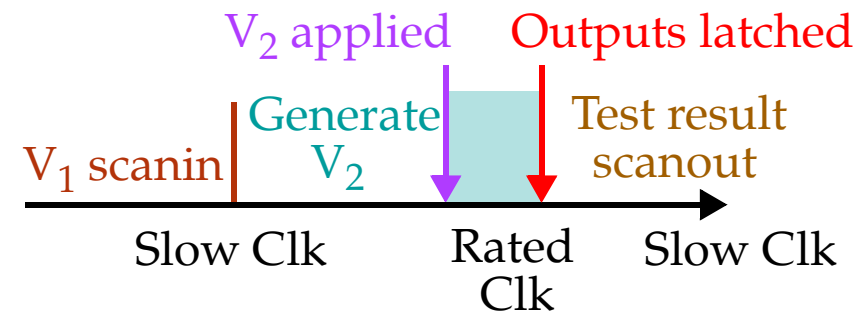 V₂ applied
Outputs latched
V₁ scanin
Generate
V₂
Test result
scanout
Slow Clk
Rated
Clk
Slow Clk